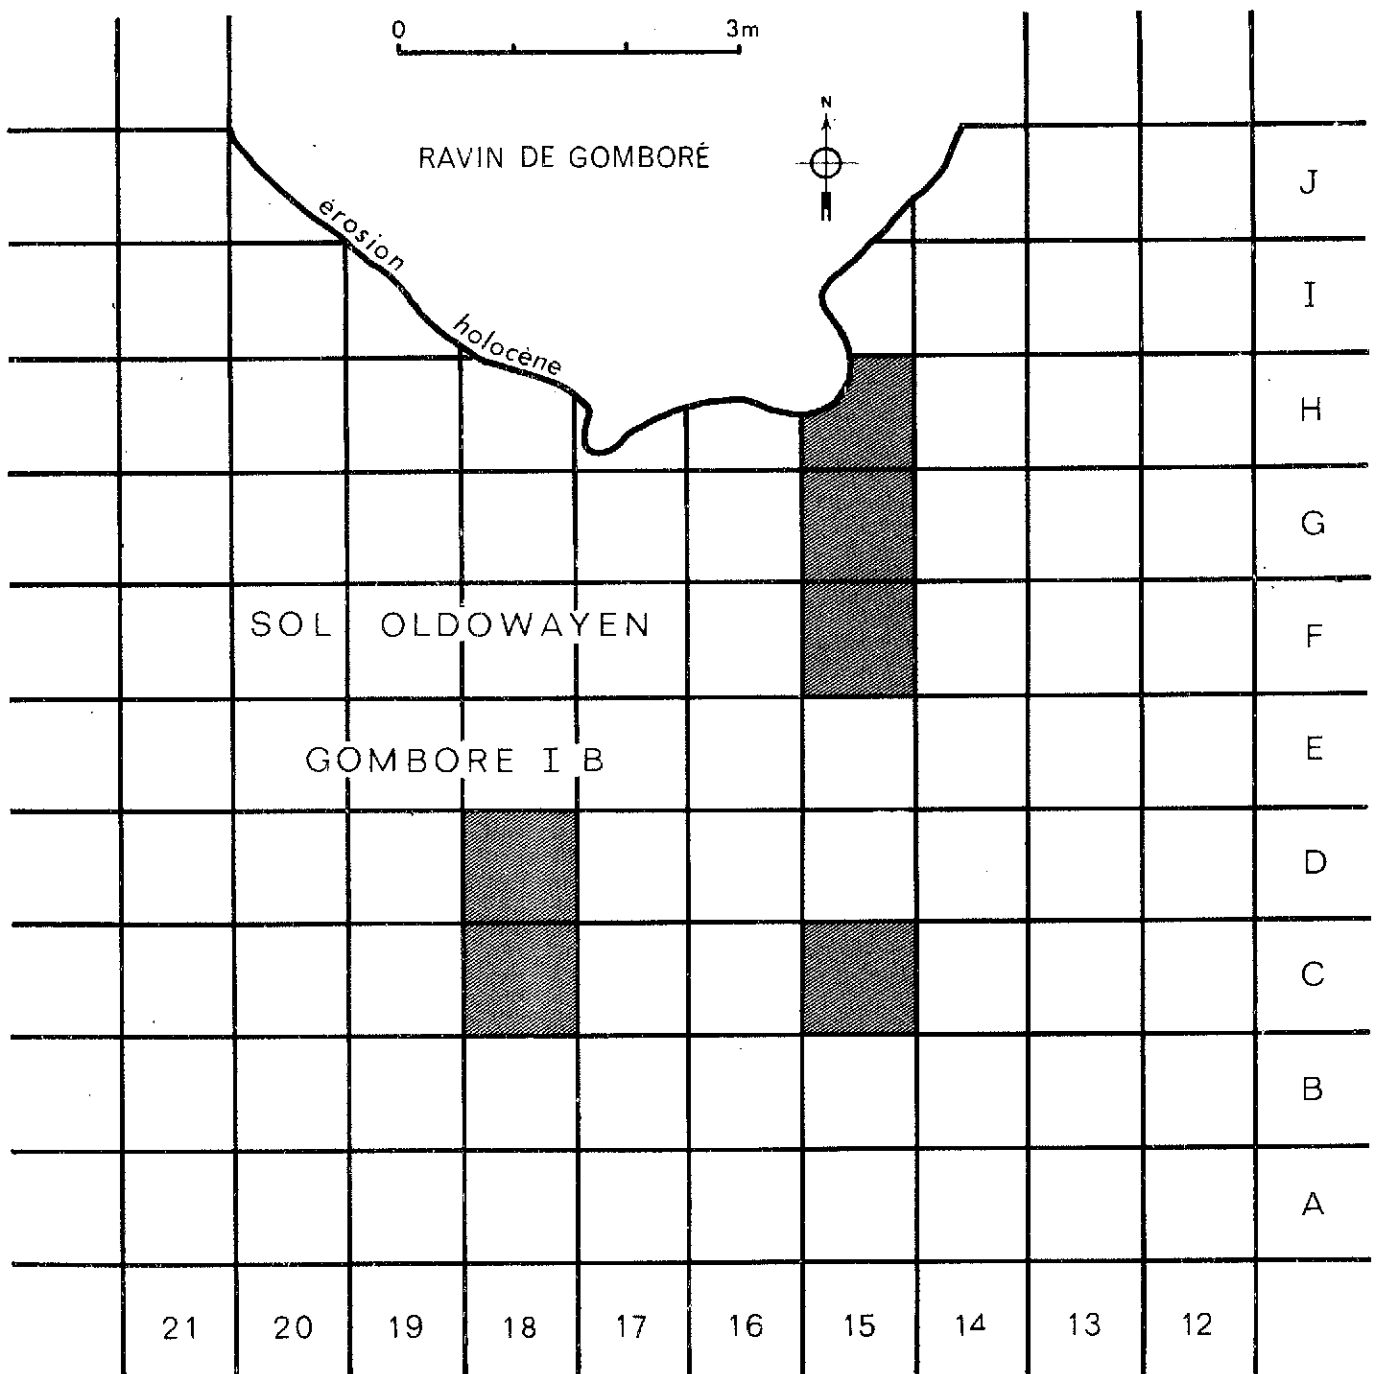 0 3m
N
RAVIN DE GOMBORÉ
J
érosion
I
holocène
H
G
SOL OLDOWAYEN
F
GOMBORE I B
E
D
C
B
A
21 20 19 18 17 16 15 14 13 12